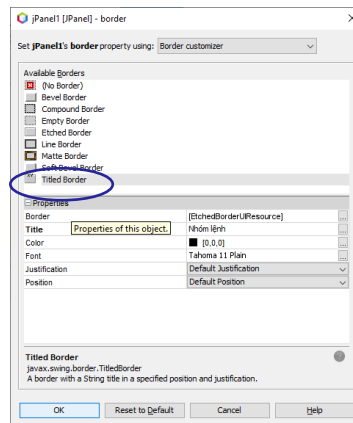 jPanel1 [JPanel] - border
Set jPanel1's border property using: Border customizer
Available Borders
(No Border)
Bevel Border
Compound Border
Empty Border
Etched Border
Line Border
Matte Border
Soft Bevel Border
Titled Border
Properties
Border [EtchedBorderUIResource] ...
Title Properties of this object. Nhóm lệnh ...
Color [0,0,0] ...
Font Tahoma 11 Plain ...
Justification Default Justification
Position Default Position
Titled Border
javax.swing.border.TitledBorder
A border with a String title in a specified position and justification.
OK Reset to Default Cancel Help